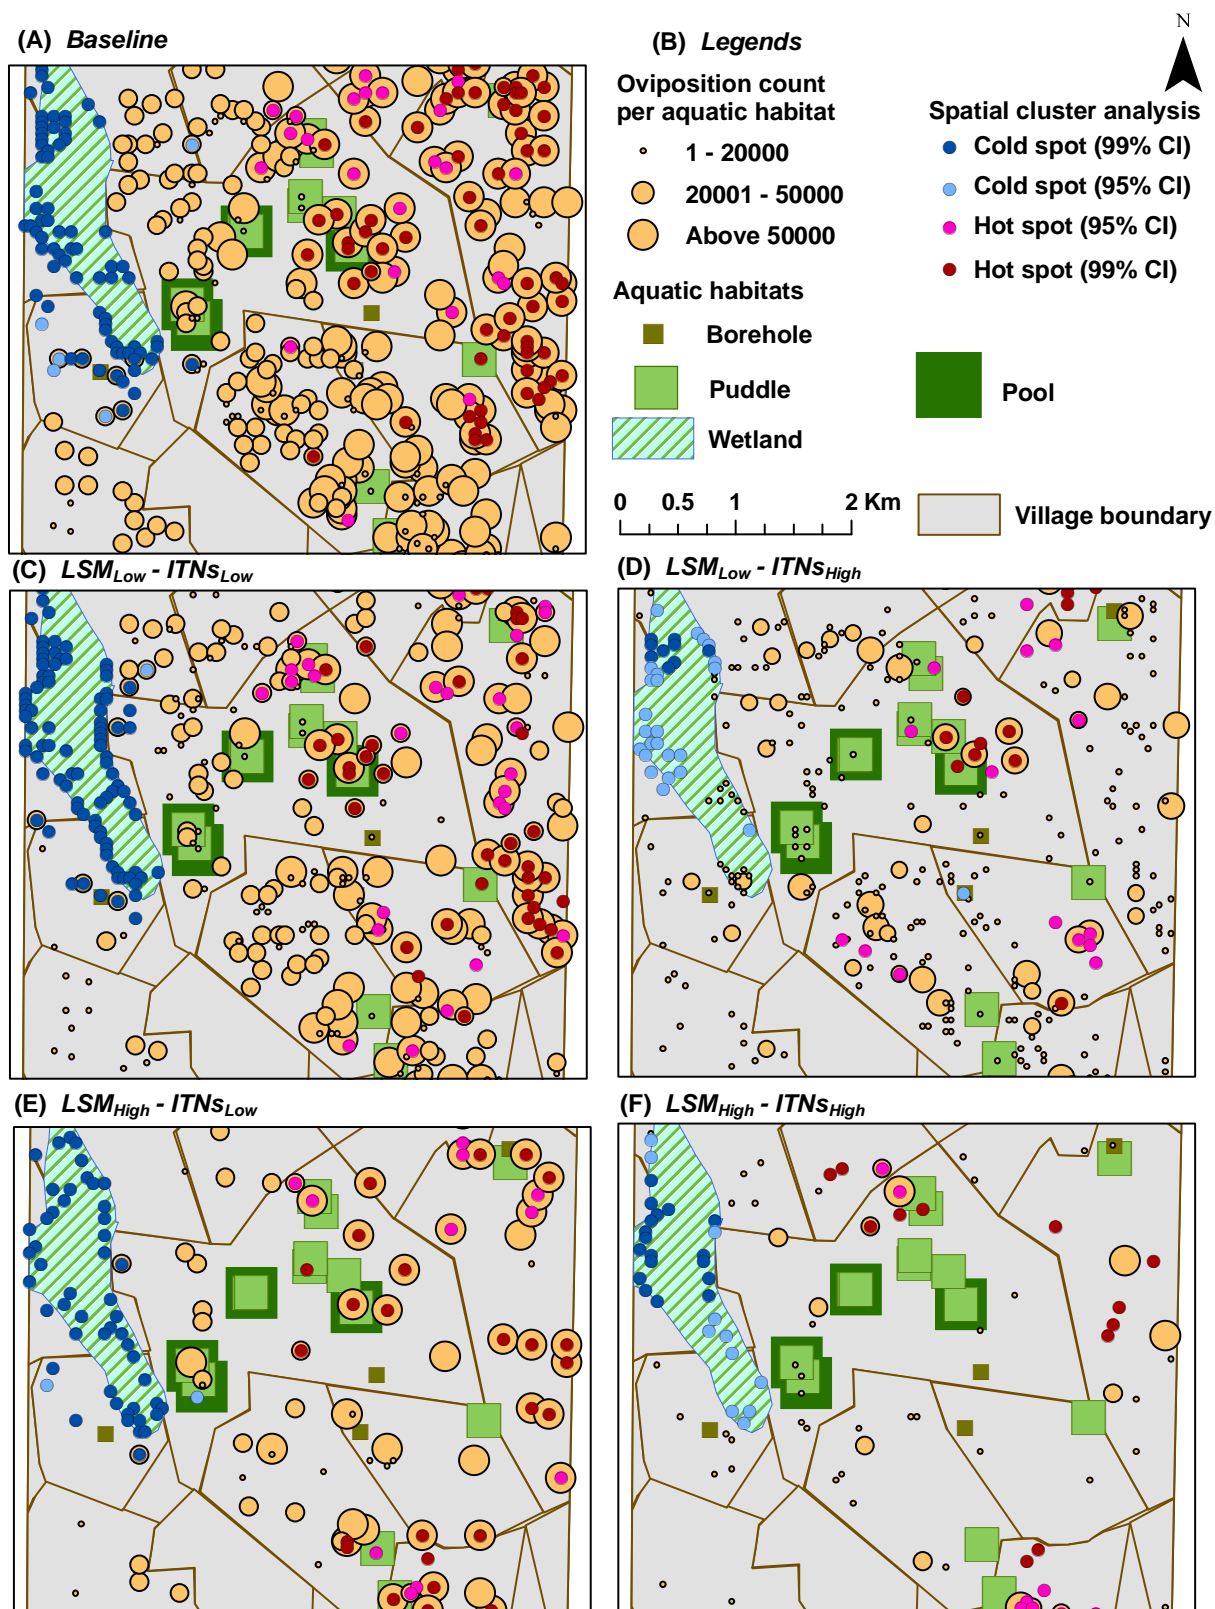 N
(A) Baseline
(B) Legends
Oviposition count
per aquatic habitat
1 - 20000
20001 - 50000
Above 50000
Spatial cluster analysis
Cold spot (99% CI)
Cold spot (95% CI)
Hot spot (95% CI)
Hot spot (99% CI)
Aquatic habitats
Borehole
Puddle
Pool
Wetland
0 0.5 1 2 Km
Village boundary
(C) LSMLow - ITNsLow
(D) LSMLow - ITNsHigh
(E) LSMHigh - ITNsLow
(F) LSMHigh - ITNsHigh